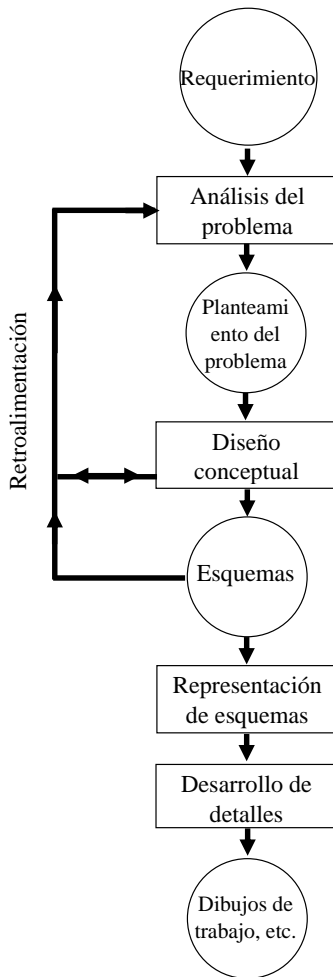 Requerimiento
Análisis del
problema
Planteami
ento del
problema
Retroalimentación
Diseño
conceptual
Esquemas
Representación
de esquemas
Desarrollo de
detalles
Dibujos de
trabajo, etc.